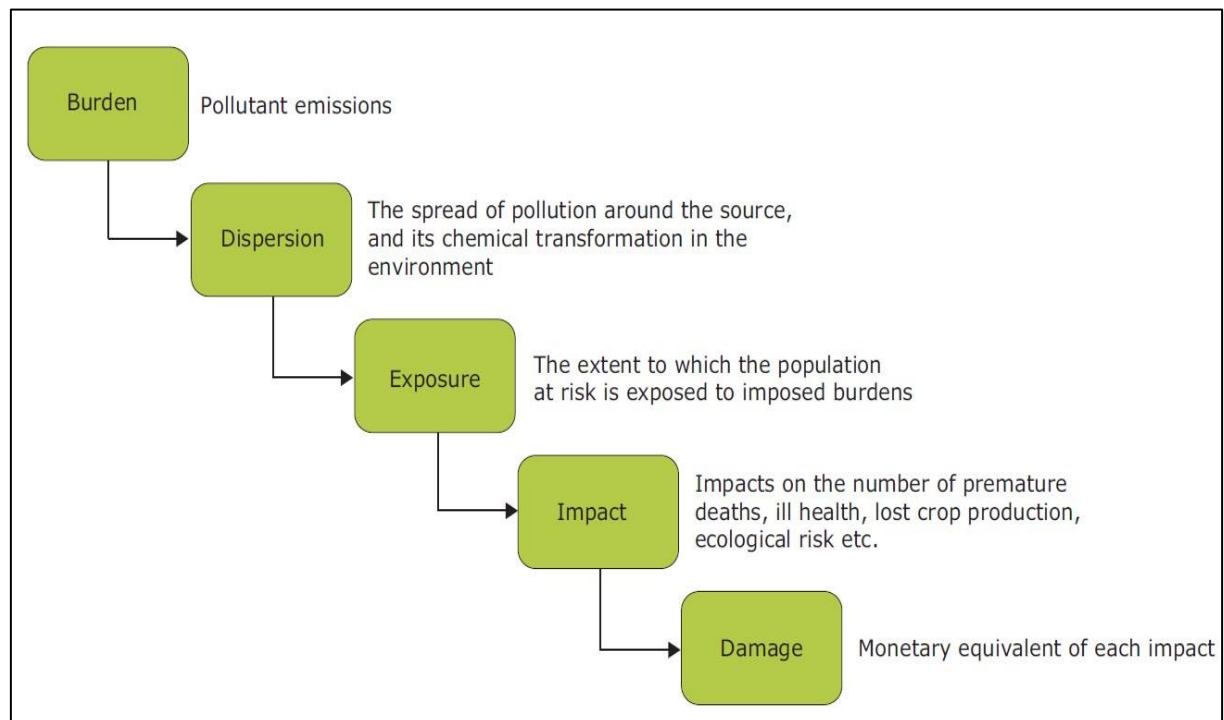 Burden
Pollutant emissions
Dispersion
The spread of pollution around the source,
and its chemical transformation in the
environment
Exposure
The extent to which the population
at risk is exposed to imposed burdens
Impact
Impacts on the number of premature
deaths, ill health, lost crop production,
ecological risk etc.
Damage
Monetary equivalent of each impact